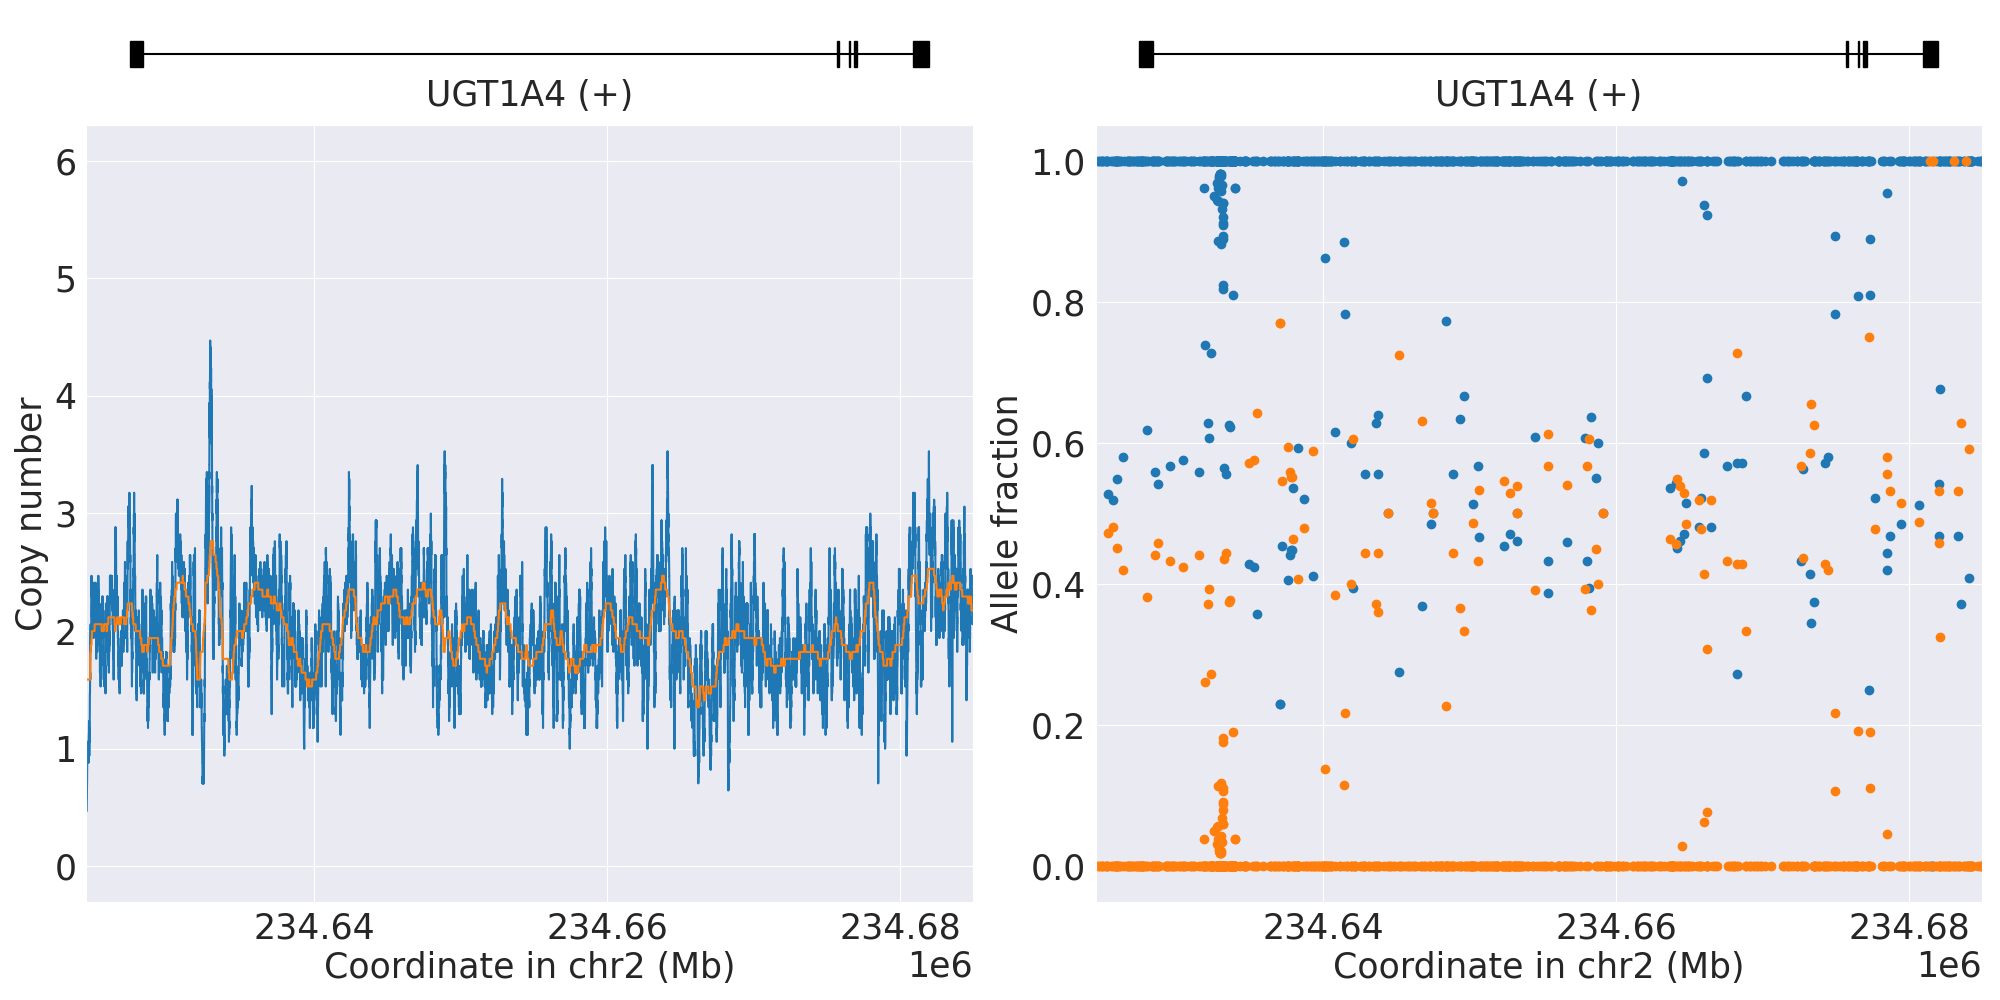 UGT1A4 (+)
6
5
4
3
2
1
0
Copy number
234.64 234.66 234.68
1e6
Coordinate in chr2 (Mb)
UGT1A4 (+)
1.0
0.8
0.6
0.4
0.2
0.0
Allele fraction
234.64 234.66 234.68
1e6
Coordinate in chr2 (Mb)